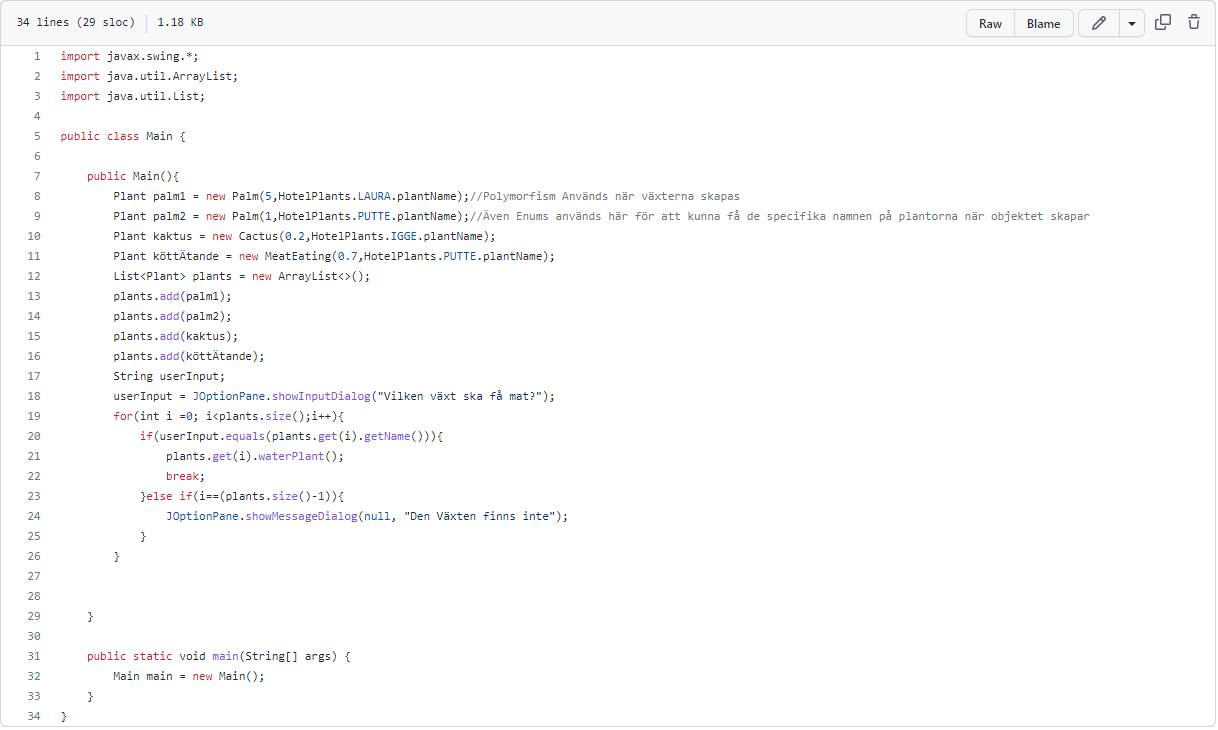 34 lines (29 sloc) 1.18 KB Raw Blame
1 import javax.swing.*;
2 import java.util.ArrayList;
3 import java.util.List;
4
5 public class Main {
6
7     public Main(){
8         Plant palm1 = new Palm(5,HotelPlants.LAURA.plantName);//Polymorfism Används när växterna skapas
9         Plant palm2 = new Palm(1,HotelPlants.PUTTE.plantName);//Även Enums används här för att kunna få de specifika namnen på plantorna när objektet skapar
10         Plant kaktus = new Cactus(0.2,HotelPlants.IGGE.plantName);
11         Plant köttÄtande = new MeatEating(0.7,HotelPlants.PUTTE.plantName);
12         List<Plant> plants = new ArrayList<>();
13         plants.add(palm1);
14         plants.add(palm2);
15         plants.add(kaktus);
16         plants.add(köttÄtande);
17         String userInput;
18         userInput = JOptionPane.showInputDialog("Vilken växt ska få mat?");
19         for(int i =0; i<plants.size();i++){
20             if(userInput.equals(plants.get(i).getName())){
21                 plants.get(i).waterPlant();
22                 break;
23             }else if(i==(plants.size()-1)){
24                 JOptionPane.showMessageDialog(null, "Den Växten finns inte");
25             }
26         }
27
28
29     }
30
31     public static void main(String[] args) {
32         Main main = new Main();
33     }
34 }